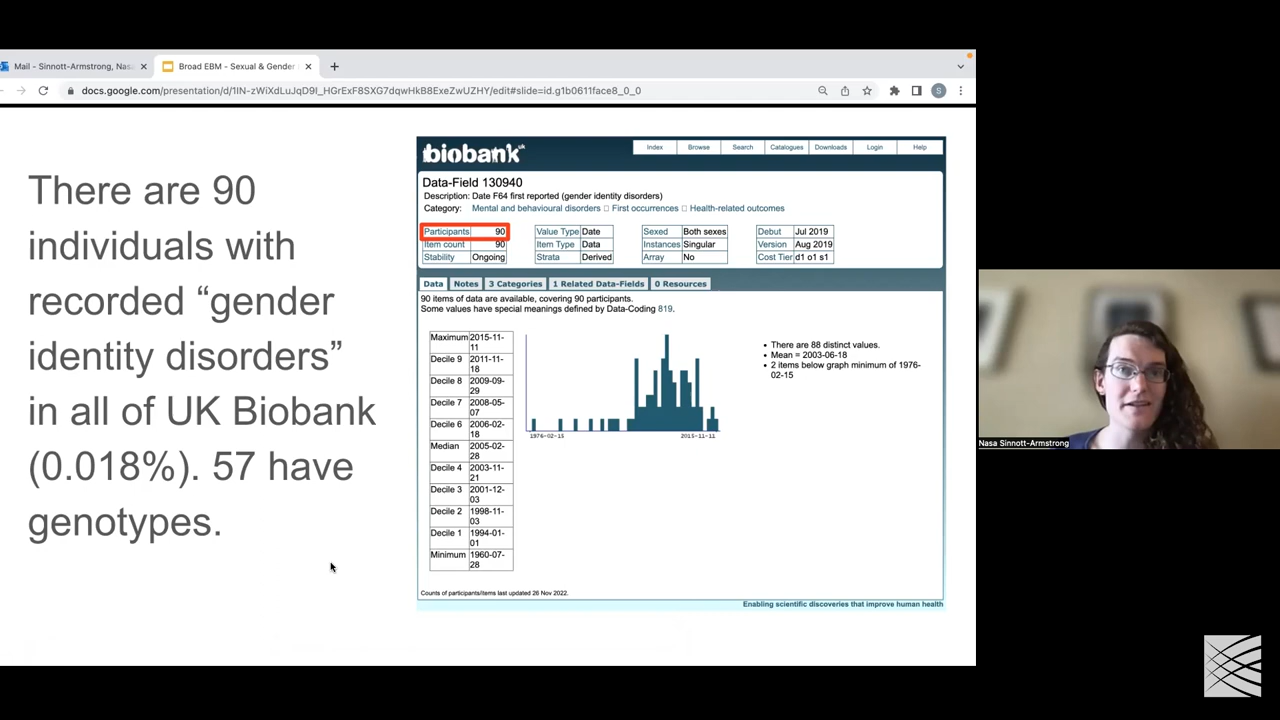 Mail - Sinnott-Armstrong, Nasa
Broad EBM - Sexual & Gender
docs.google.com/presentation/d/1IN-zWiXdLuJqD9I_HGrExF8SXG7dqwHkB8ExeZwUZHY/edit#slide=id.g1b0611face8_0_0
S
There are 90
individuals with
recorded “gender
identity disorders”
in all of UK Biobank
(0.018%). 57 have
genotypes.
biobank uk
Index Browse Search Catalogues Downloads Login Help
Data-Field 130940
Description: Date F64 first reported (gender identity disorders)
Category: Mental and behavioural disorders □ First occurrences □ Health-related outcomes
Participants 90 Value Type Date Sexed Both sexes Debut Jul 2019
Item count 90 Item Type Data Instances Singular Version Aug 2019
Stability Ongoing Strata Derived Array No Cost Tier d1 o1 s1
Data Notes 3 Categories 1 Related Data-Fields 0 Resources
90 items of data are available, covering 90 participants.
Some values have special meanings defined by Data-Coding 819.
Maximum 2015-11-
11
Decile 9 2011-11-
18
Decile 8 2009-09-
29
Decile 7 2008-05-
07
Decile 6 2006-02-
18
Median 2005-02-
28
Decile 4 2003-11-
21
Decile 3 2001-12-
03
Decile 2 1998-11-
03
Decile 1 1994-01-
01
Minimum 1960-07-
28
1976-02-15 2015-11-11
• There are 88 distinct values.
• Mean = 2003-06-18
• 2 items below graph minimum of 1976-
02-15
Counts of participants/items last updated 26 Nov 2022.
Enabling scientific discoveries that improve human health
Nasa Sinnott-Armstrong